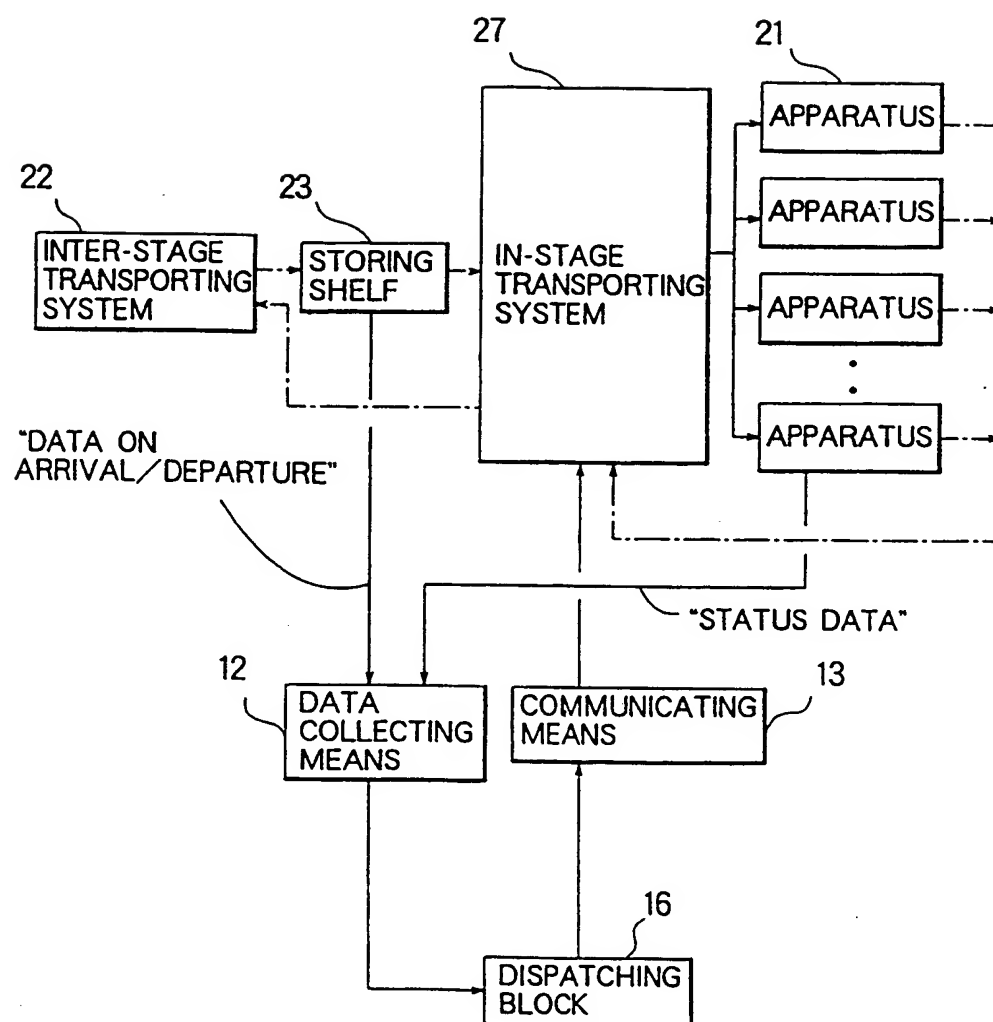 27
21
APPARATUS
22
23
APPARATUS
INTER-STAGE
TRANSPORTING
SYSTEM
STORING
SHELF
IN-STAGE
TRANSPORTING
SYSTEM
APPARATUS
APPARATUS
"DATA ON
ARRIVAL/DEPARTURE"
"STATUS DATA"
12
13
DATA
COLLECTING
MEANS
COMMUNICATING
MEANS
16
DISPATCHING
BLOCK